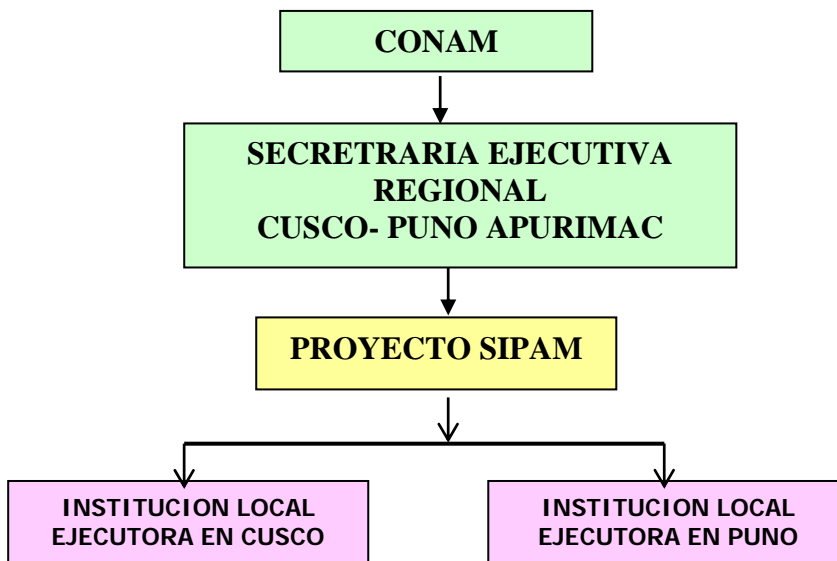 CONAM
SECRETRARIA EJECUTIVA
REGIONAL
CUSCO- PUNO APURIMAC
PROYECTO SIPAM
INSTITUCION LOCAL
EJECUTORA EN CUSCO
INSTITUCION LOCAL
EJECUTORA EN PUNO